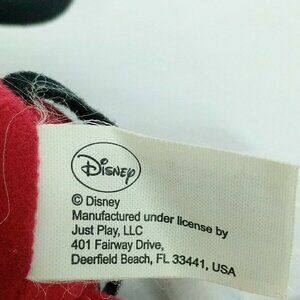 Disney
© Disney
Manufactured under license by
Just Play, LLC
401 Fairway Drive,
Deerfield Beach, FL 33441, USA